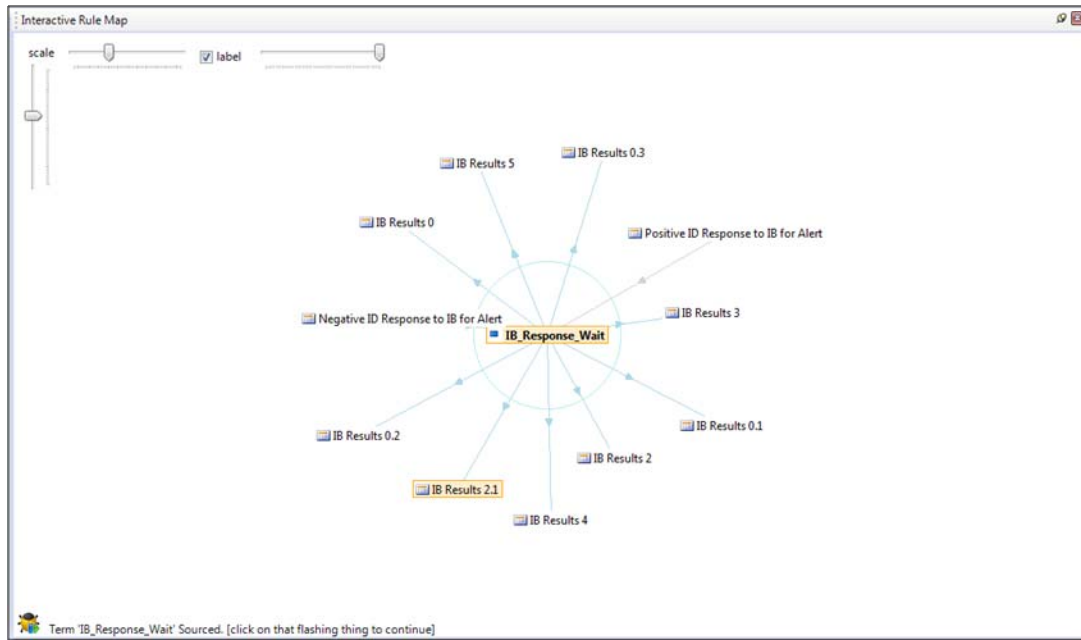 Interactive Rule Map
scale
label
IB Results 0.3
IB Results 5
IB Results 0
Positive ID Response to IB for Alert
IB Results 3
Negative ID Response to IB for Alert
IB_Response_Wait
IB Results 0.1
IB Results 0.2
IB Results 2
IB Results 2.1
IB Results 4
Term 'IB_Response_Wait' Sourced. [click on that flashing thing to continue]